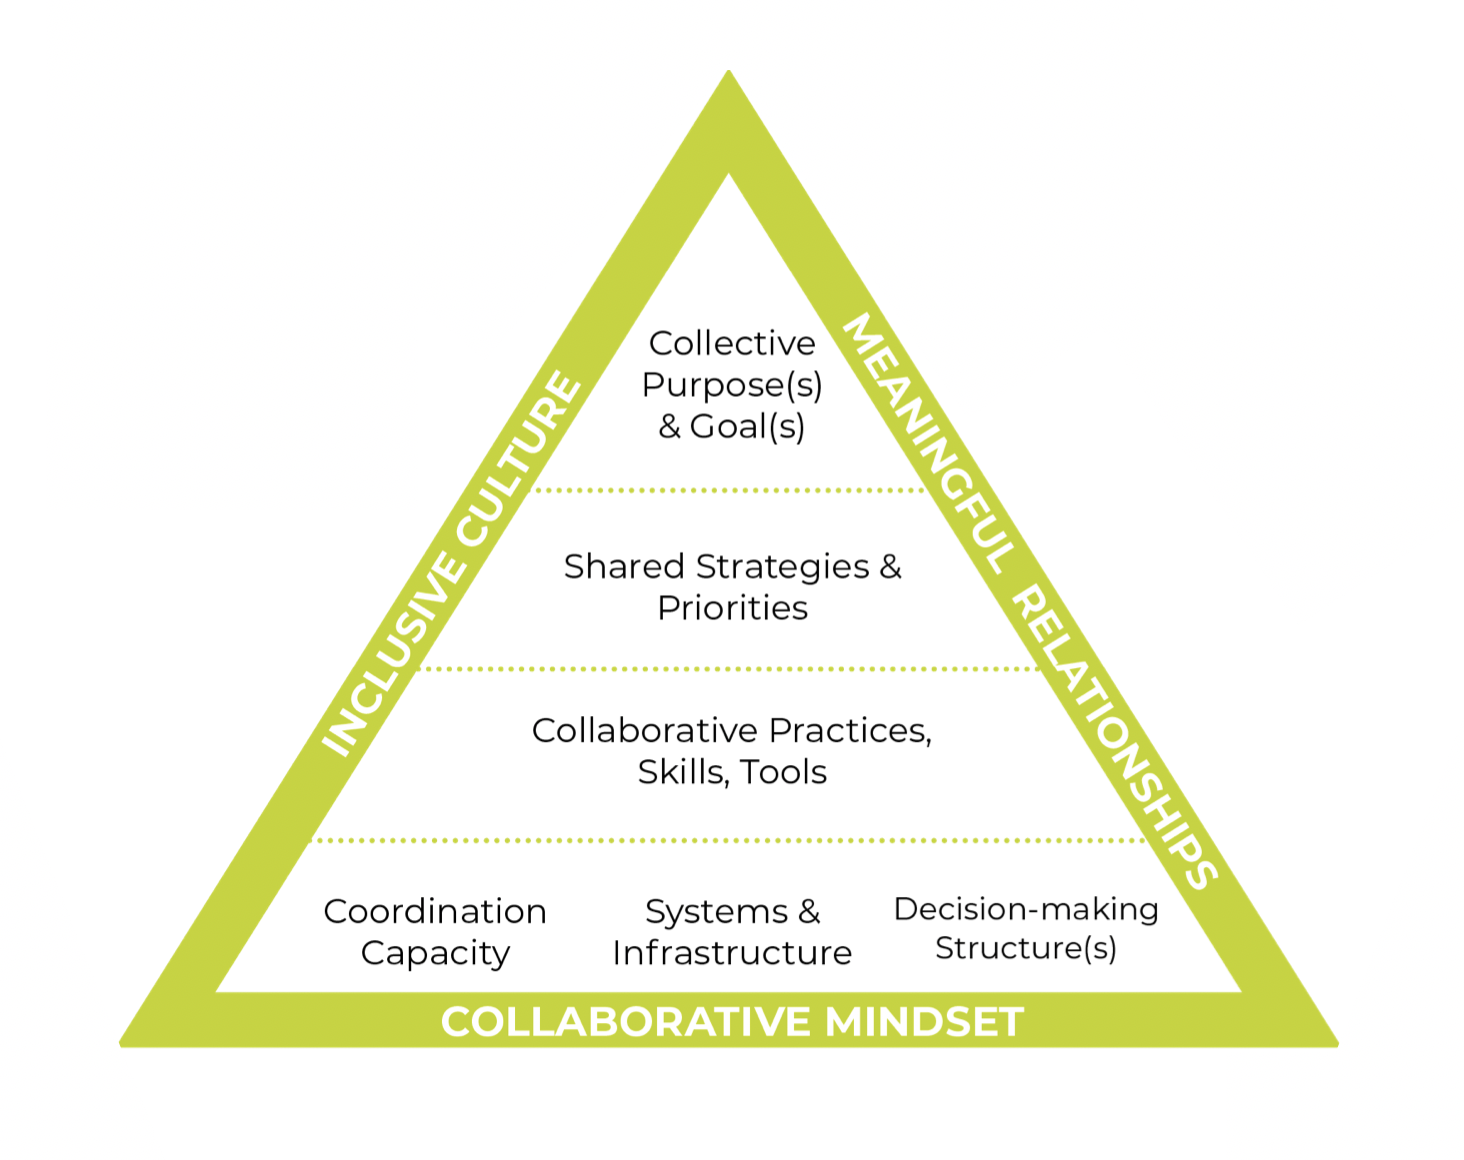 Collective
Purpose(s)
& Goal(s)
INCLUSIVE CULTURE
MEANINGFUL RELATIONSHIPS
Shared Strategies &
Priorities
Collaborative Practices,
Skills, Tools
Coordination
Capacity
Systems &
Infrastructure
Decision-making
Structure(s)
COLLABORATIVE MINDSET